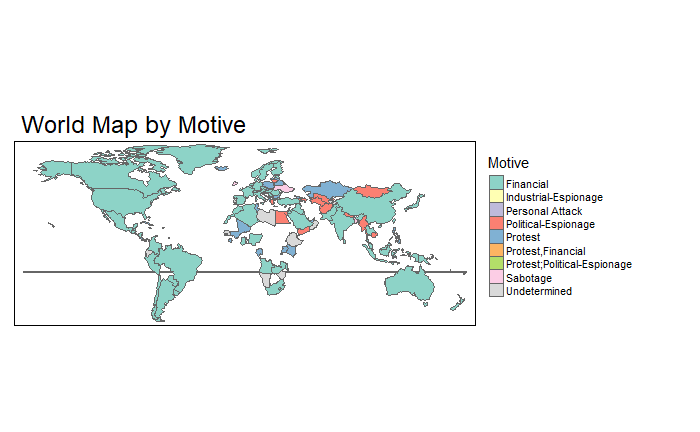 World Map by Motive
Motive
Financial
Industrial-Espionage
Personal Attack
Political-Espionage
Protest
Protest,Financial
Protest;Political-Espionage
Sabotage
Undetermined